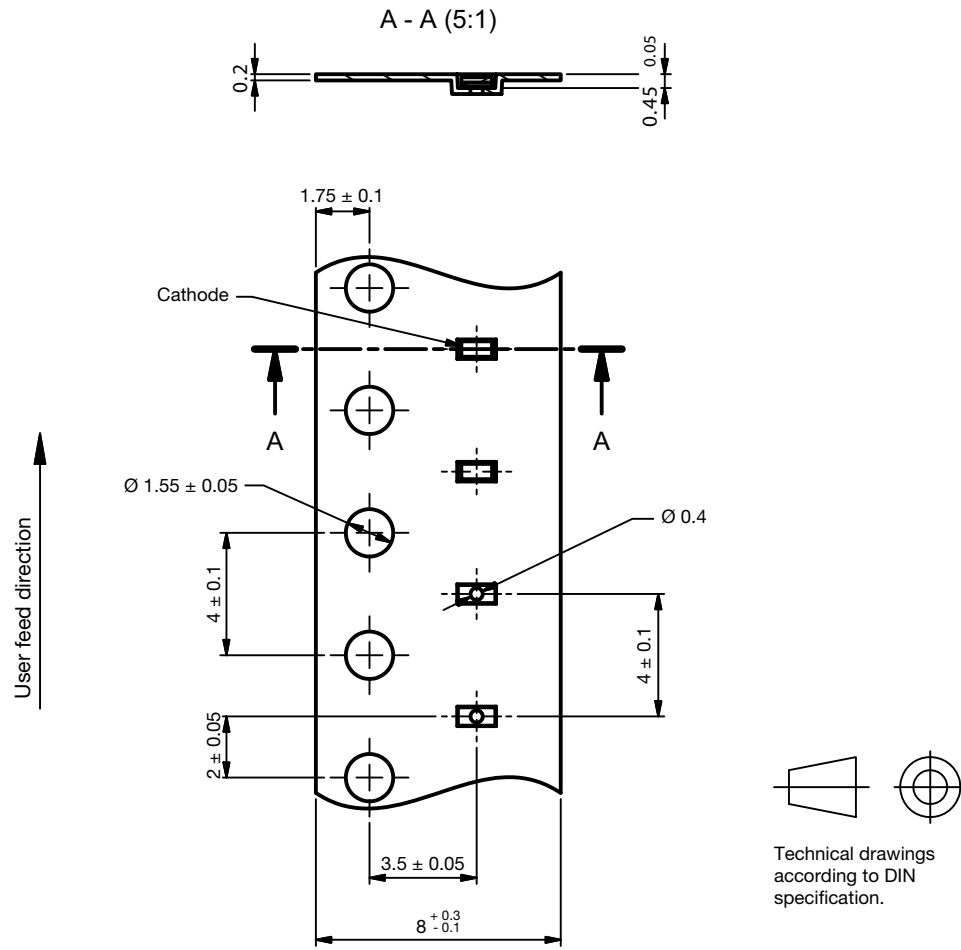 A - A (5:1)
0.2
0.05
0.45
1.75 ± 0.1
Cathode
A
A
Ø 1.55 ± 0.05
Ø 0.4
User feed direction
4 ± 0.1
4 ± 0.1
2 ± 0.05
3.5 ± 0.05
8 + 0.3 - 0.1
Technical drawings
according to DIN
specification.